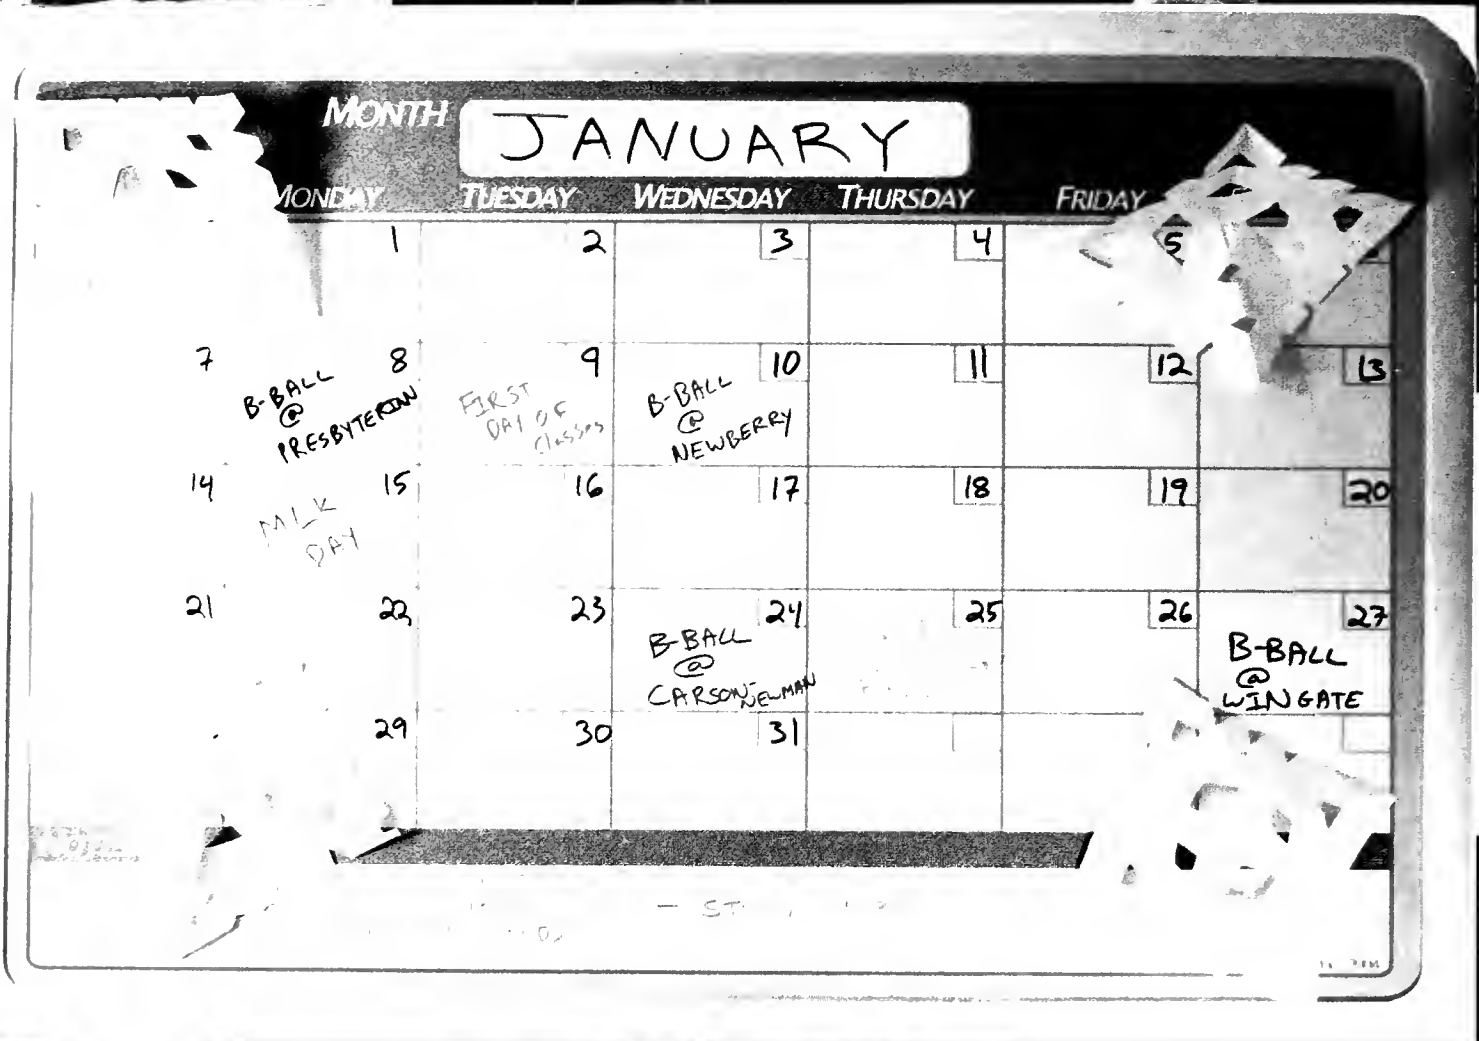 MONTH JANUARY
MONDAY TUESDAY WEDNESDAY THURSDAY FRIDAY
1 2 3 4 5
7 8 9 10 11 12 13
B-BALL
@
PRESBYTERIAN
FIRST
DAY OF
Classes
B-BALL
@
NEWBERRY
14 15 16 17 18 19 20
MLK
DAY
21 22 23 24 25 26 27
B-BALL
@
CARSON-
NEWMAN
B-BALL
@
WINGATE
29 30 31